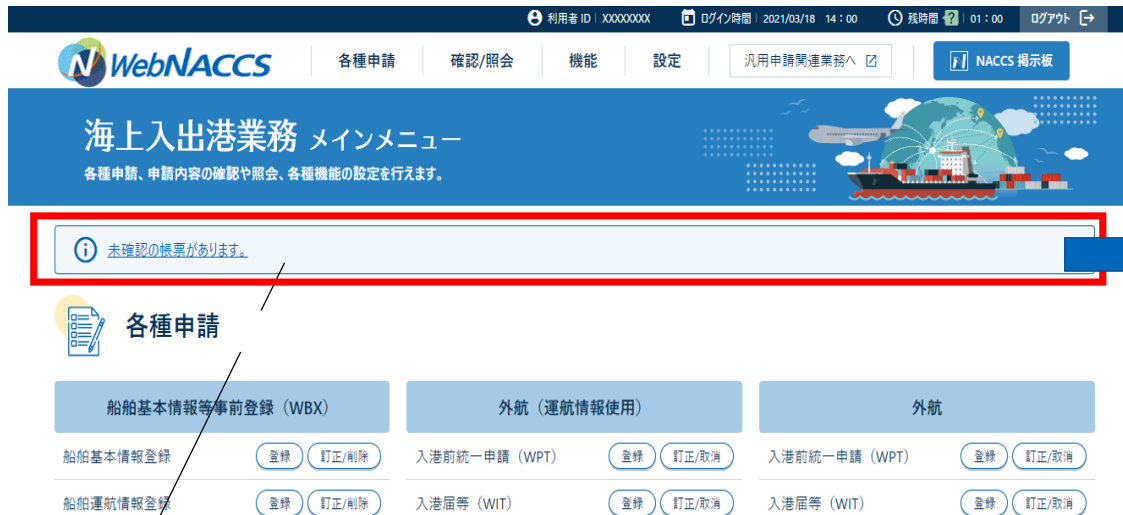 利用者 ID | XXXXXXXX ログイン時間 | 2021/03/18 14：00 残時間 ? | 01：00 ログアウト
WebNACCS 各種申請 確認/照会 機能 設定 汎用申請関連業務へ NACCS 掲示板
海上入出港業務 メインメニュー
各種申請、申請内容の確認や照会、各種機能の設定を行えます。
未確認の帳票があります。
各種申請
船舶基本情報等事前登録（WBX） 外航（運航情報使用） 外航
船舶基本情報登録 登録 訂正/削除 入港前統一申請（WPT） 登録 訂正/取消 入港前統一申請（WPT） 登録 訂正/取消
船舶運航情報登録 登録 訂正/削除 入港届等（WIT） 登録 訂正/取消 入港届等（WIT） 登録 訂正/取消